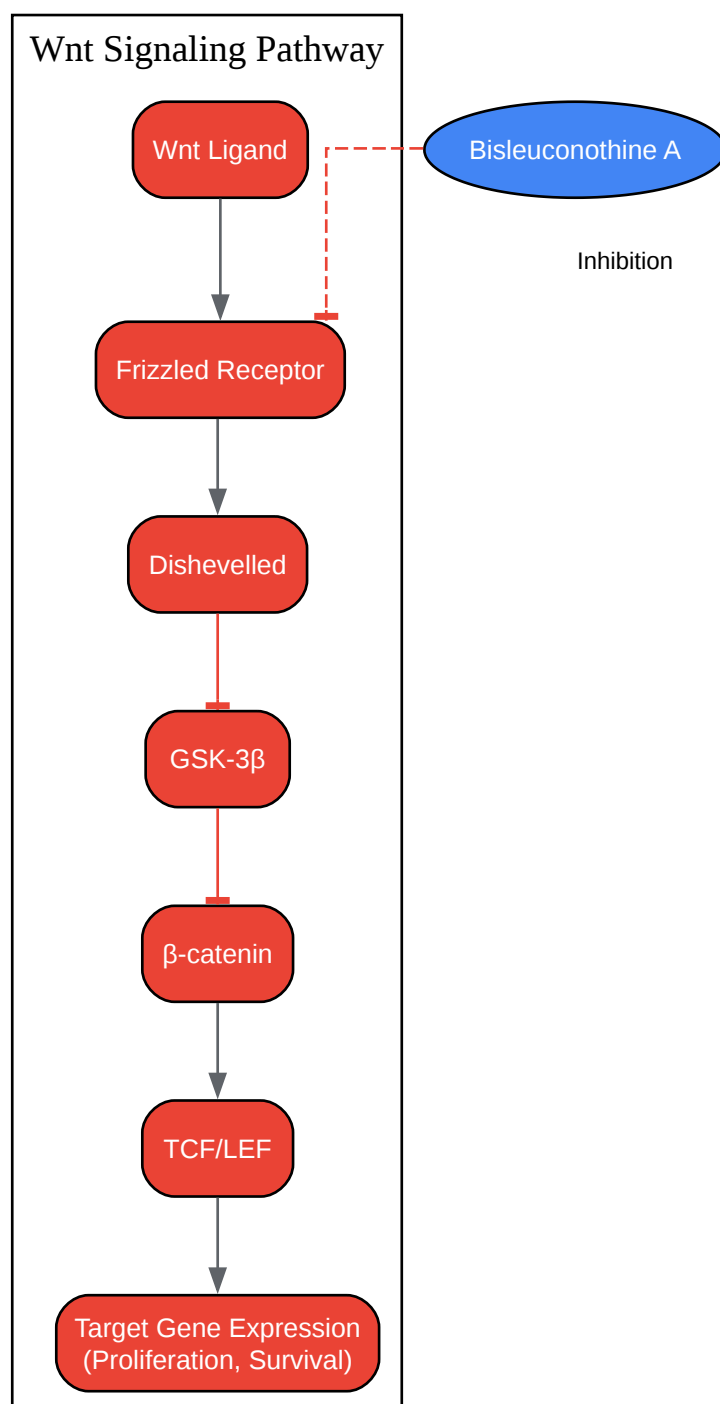 Wnt Signaling Pathway
Wnt Ligand
Bisleuconothine A
Inhibition
Frizzled Receptor
Dishevelled
GSK-3β
β-catenin
TCF/LEF
Target Gene Expression
(Proliferation, Survival)